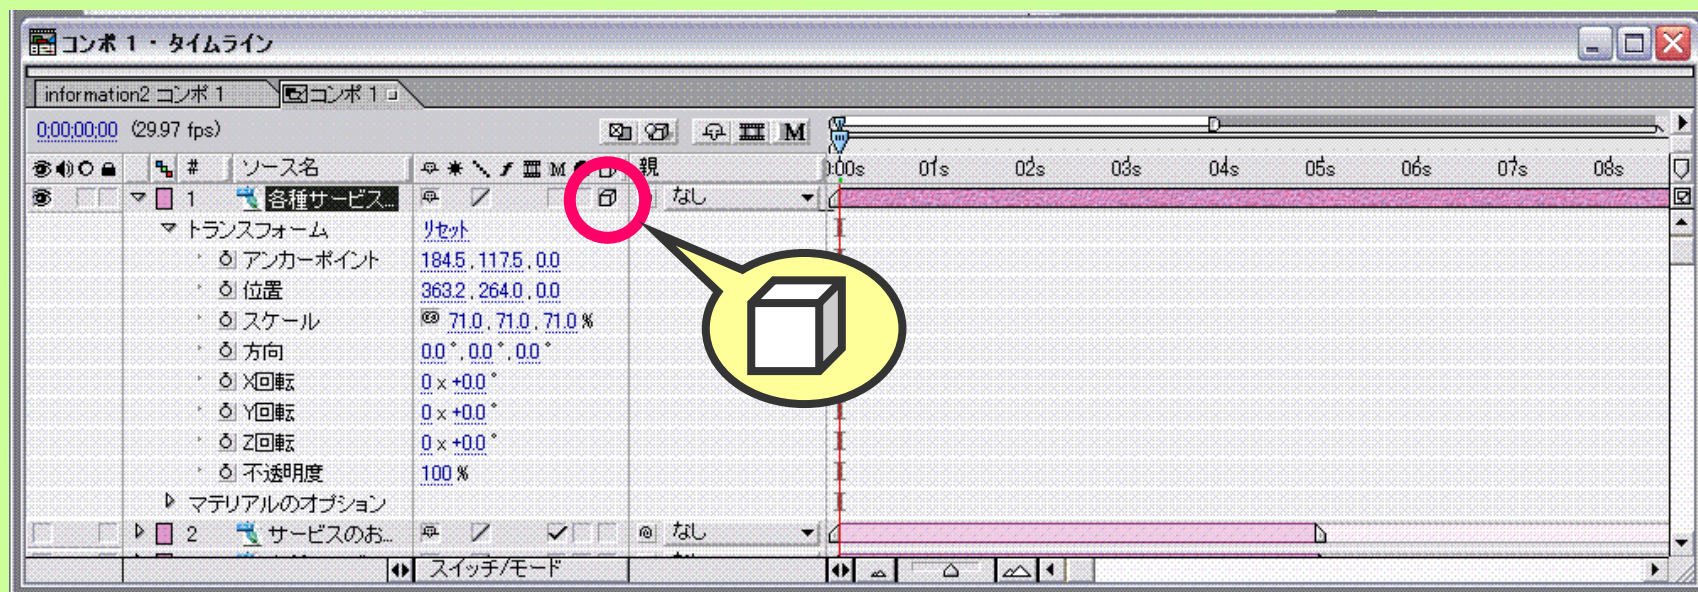 コンポ 1 ・ タイムライン
information2 コンポ 1 コンポ 1
0;00;00;00 (29.97 fps) M
# ソース名 M 親 0:00s 01s 02s 03s 04s 05s 06s 07s 08s
1 各種サービス... なし
トランスフォーム リセット
アンカーポイント 184.5 , 117.5 , 0.0
位置 363.2 , 264.0 , 0.0
スケール 71.0 , 71.0 , 71.0 %
方向 0.0 ° , 0.0 ° , 0.0 °
X回転 0 x +0.0 °
Y回転 0 x +0.0 °
Z回転 0 x +0.0 °
不透明度 100 %
マテリアルのオプション
2 サービスのお... なし
スイッチ/モード